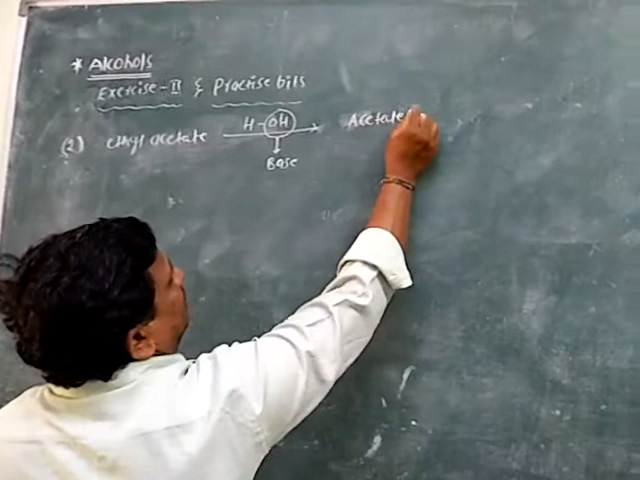 * Alcohols
Exercise-II & Practise bits
(2) ethyl acetate H-OH Acetate
Base